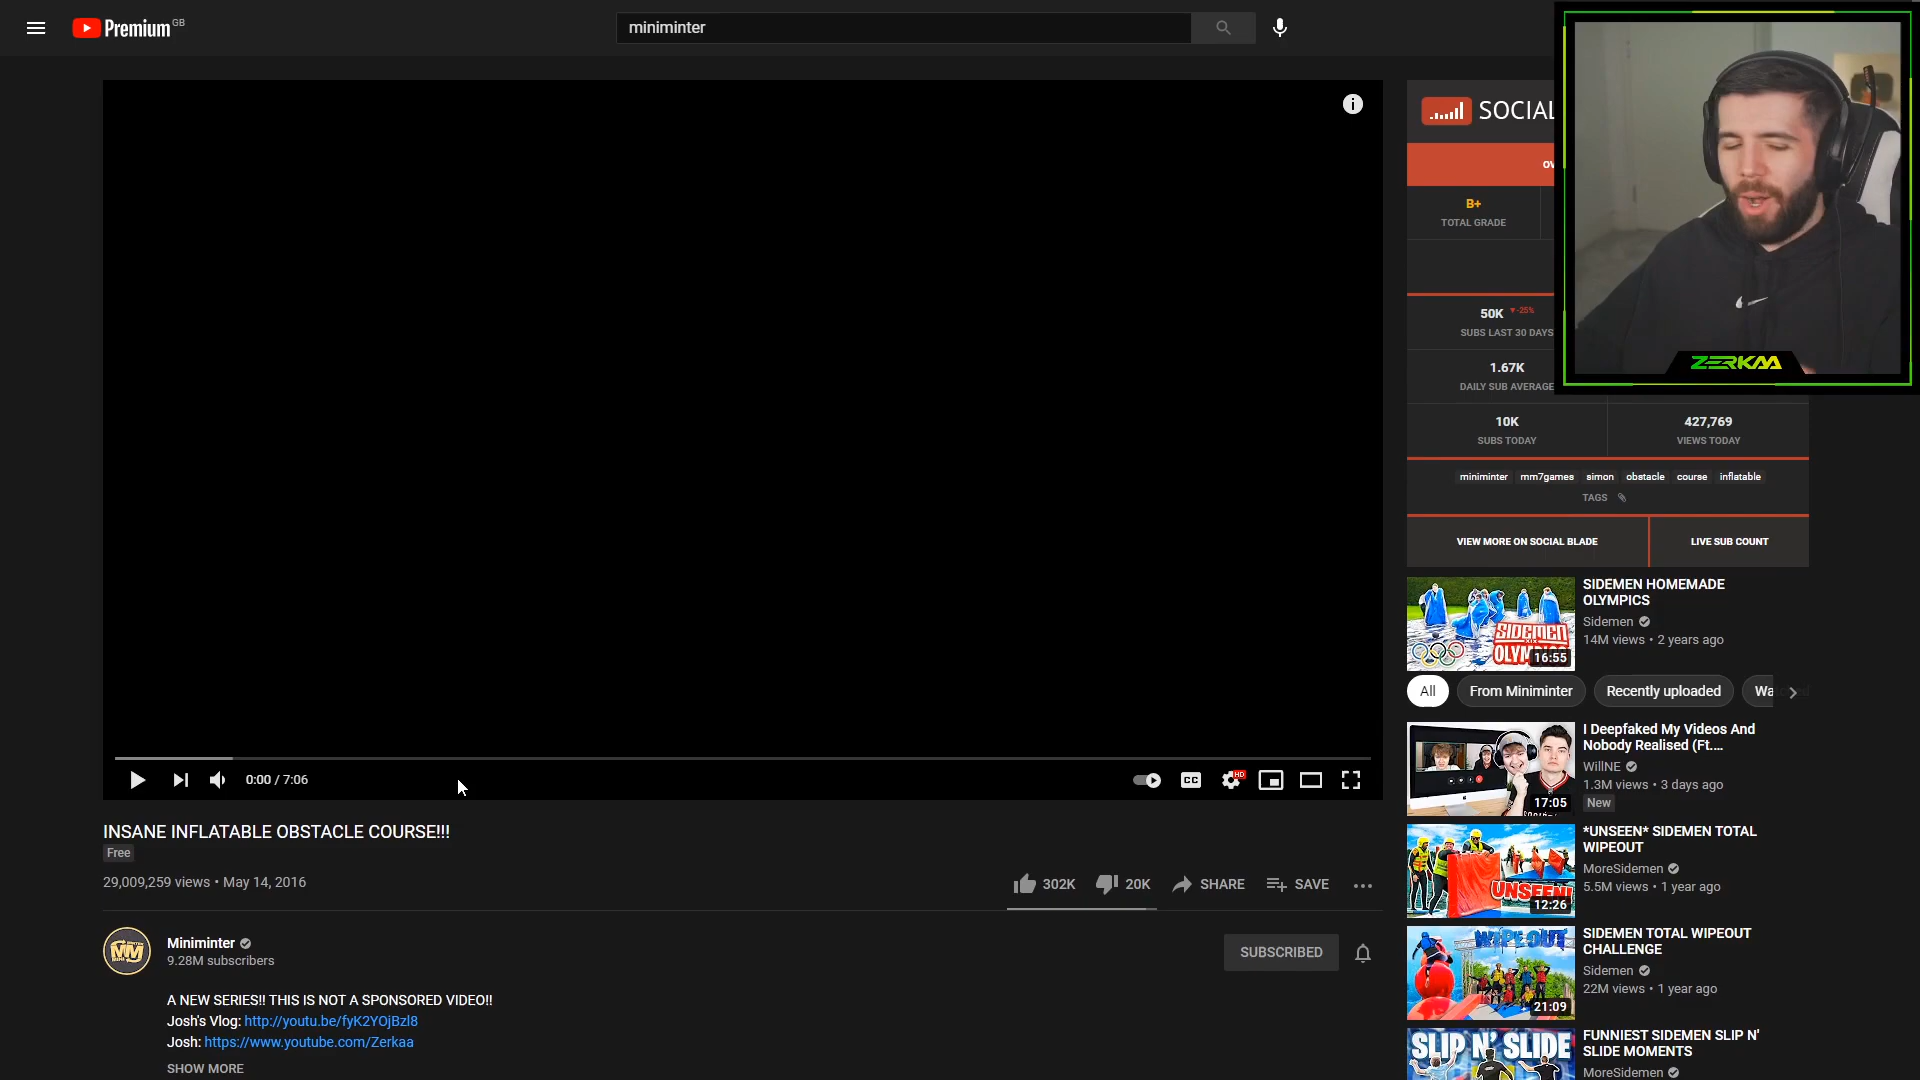 Premium GB
miniminter
SOCIAL
B+
TOTAL GRADE
50K ▼-25%
SUBS LAST 30 DAYS
1.67K
DAILY SUB AVERAGE
10K
SUBS TODAY
427,769
VIEWS TODAY
miniminter mm7games simon obstacle course inflatable
TAGS
VIEW MORE ON SOCIAL BLADE
LIVE SUB COUNT
ZERKAA
SIDEMEN HOMEMADE
OLYMPICS
Sidemen
14M views • 2 years ago
SIDEMEN
16:55
All
From Miniminter
Recently uploaded
I Deepfaked My Videos And
Nobody Realised (Ft....
WillNE
1.3M views • 3 days ago
New
17:05
*UNSEEN* SIDEMEN TOTAL
WIPEOUT
MoreSidemen
5.5M views • 1 year ago
UNSEEN!
12:26
SIDEMEN TOTAL WIPEOUT
CHALLENGE
Sidemen
22M views • 1 year ago
WIPEOUT
21:09
FUNNIEST SIDEMEN SLIP N'
SLIDE MOMENTS
MoreSidemen
SLIP N' SLIDE
0:00 / 7:06
CC
HD
INSANE INFLATABLE OBSTACLE COURSE!!!
Free
29,009,259 views • May 14, 2016
302K
20K
SHARE
SAVE
MM
Miniminter
9.28M subscribers
SUBSCRIBED
A NEW SERIES!! THIS IS NOT A SPONSORED VIDEO!!
Josh's Vlog: http://youtu.be/fyK2YOjBzl8
Josh: https://www.youtube.com/Zerkaa
SHOW MORE